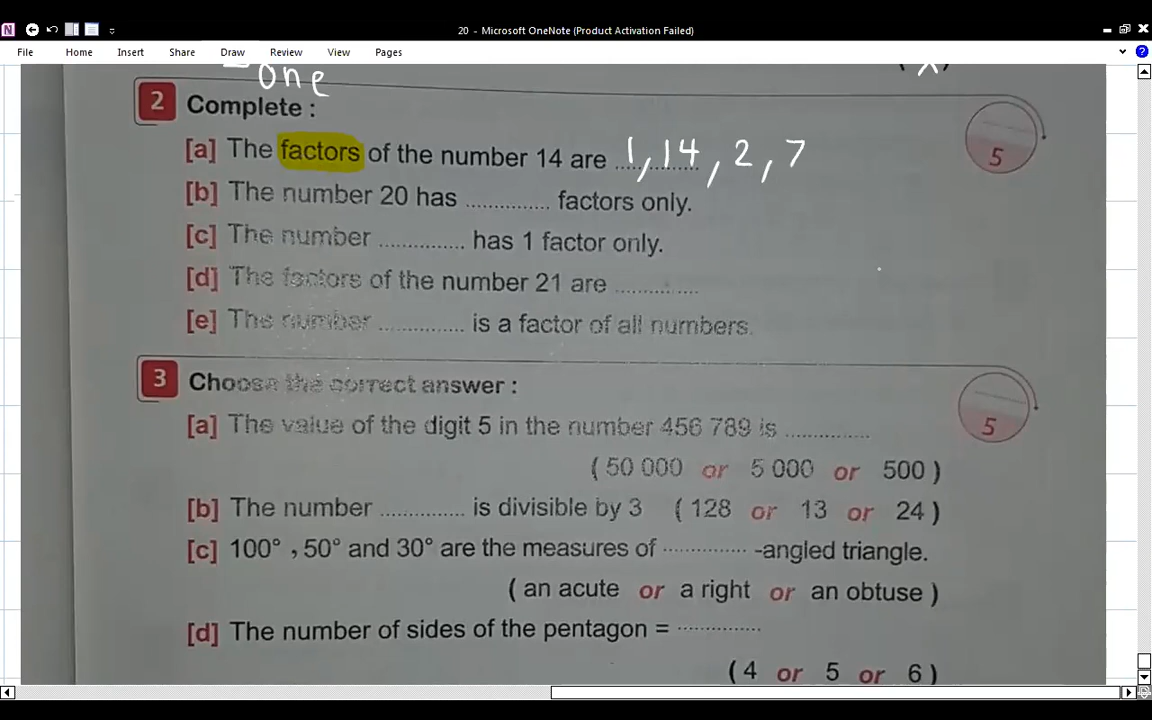 20 - Microsoft OneNote (Product Activation Failed)
File Home Insert Share Draw Review View Pages
one
(X)
2 Complete :
[a] The factors of the number 14 are .............. 1, 14, 2, 7
5
[b] The number 20 has .............. factors only.
[c] The number .............. has 1 factor only.
[d] The factors of the number 21 are ..............
[e] The number .............. is a factor of all numbers.
3 Choose the correct answer :
5
[a] The value of the digit 5 in the number 456 789 is ..............
( 50 000 or 5 000 or 500 )
[b] The number .............. is divisible by 3 ( 128 or 13 or 24 )
[c] 100° , 50° and 30° are the measures of .............. -angled triangle.
( an acute or a right or an obtuse )
[d] The number of sides of the pentagon = ..............
( 4 or 5 or 6 )